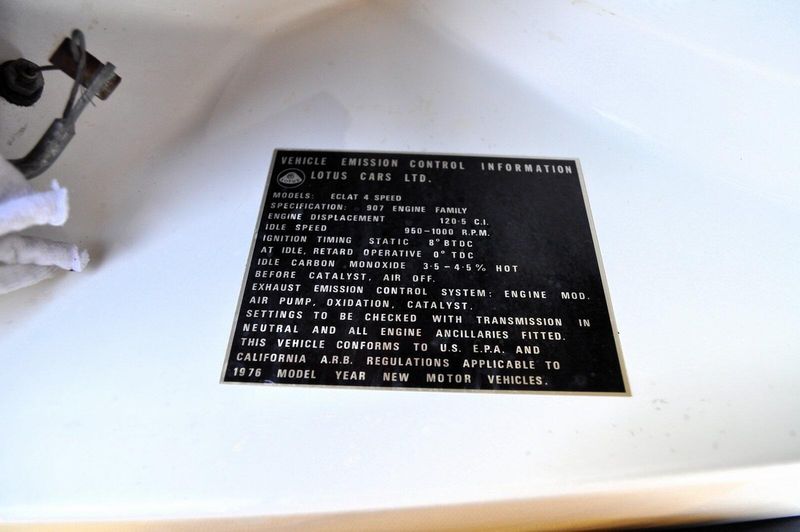 VEHICLE EMISSION CONTROL INFORMATION
LOTUS CARS LTD.
MODELS: ECLAT 4 SPEED
SPECIFICATION: 907 ENGINE FAMILY
ENGINE DISPLACEMENT 120·5 C.I.
IDLE SPEED 950-1000 R.P.M.
IGNITION TIMING STATIC 8° BTDC
AT IDLE, RETARD OPERATIVE 0° TDC
IDLE CARBON MONOXIDE 3·5-4·5% HOT
BEFORE CATALYST, AIR OFF.
EXHAUST EMISSION CONTROL SYSTEM: ENGINE MOD.
AIR PUMP, OXIDATION, CATALYST.
SETTINGS TO BE CHECKED WITH TRANSMISSION IN
NEUTRAL AND ALL ENGINE ANCILLARIES FITTED.
THIS VEHICLE CONFORMS TO U.S. E.P.A. AND
CALIFORNIA A.R.B. REGULATIONS APPLICABLE TO
1976 MODEL YEAR NEW MOTOR VEHICLES.